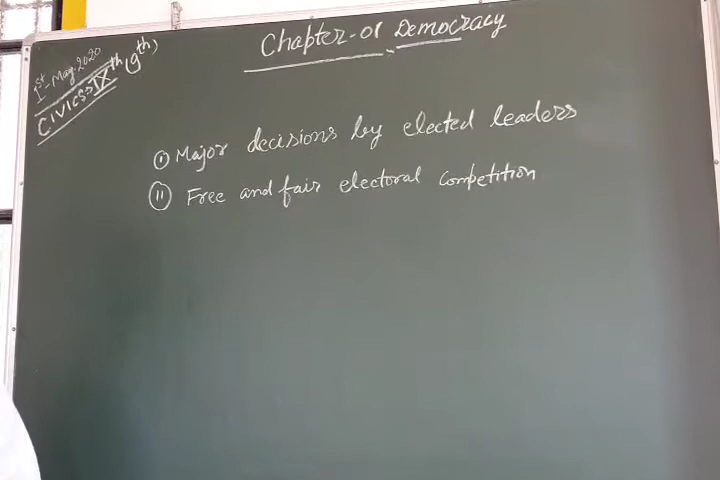 1st-May-2020
CIVICS:-IXth (9th)
Chapter-01 Democracy
(i) Major decisions by elected leaders
(ii) Free and fair electoral competition